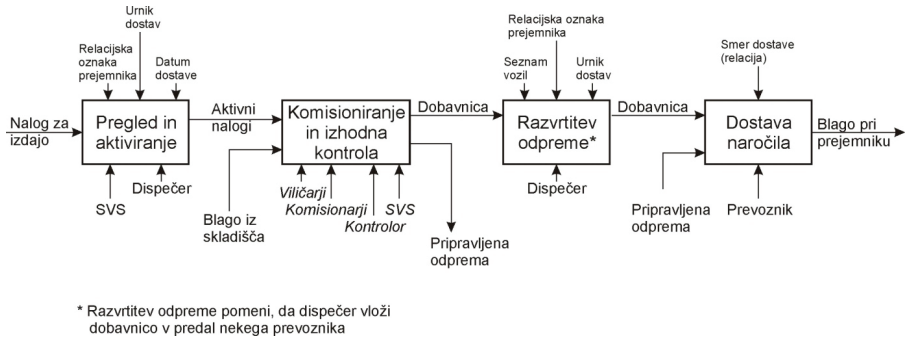 Urnik
dostav
Relacijska
oznaka
prejemnika
Datum
dostave
Nalog za
izdajo
Pregled in
aktiviranje
SVS
Dispečer
Aktivni
nalogi
Komisioniranje
in izhodna
kontrola
Blago iz
skladišča
Viličarji
Komisionarji
Kontrolor
SVS
Dobavnica
Pripravljena
odprema
Relacijska oznaka
prejemnika
Seznam
vozil
Urnik
dostav
Razvrtitev
odpreme*
Dispečer
Dobavnica
Smer dostave
(relacija)
Dostava
naročila
Pripravljena
odprema
Prevoznik
Blago pri
prejemniku
* Razvrtitev odpreme pomeni, da dispečer vloži
dobavnico v predal nekega prevoznika